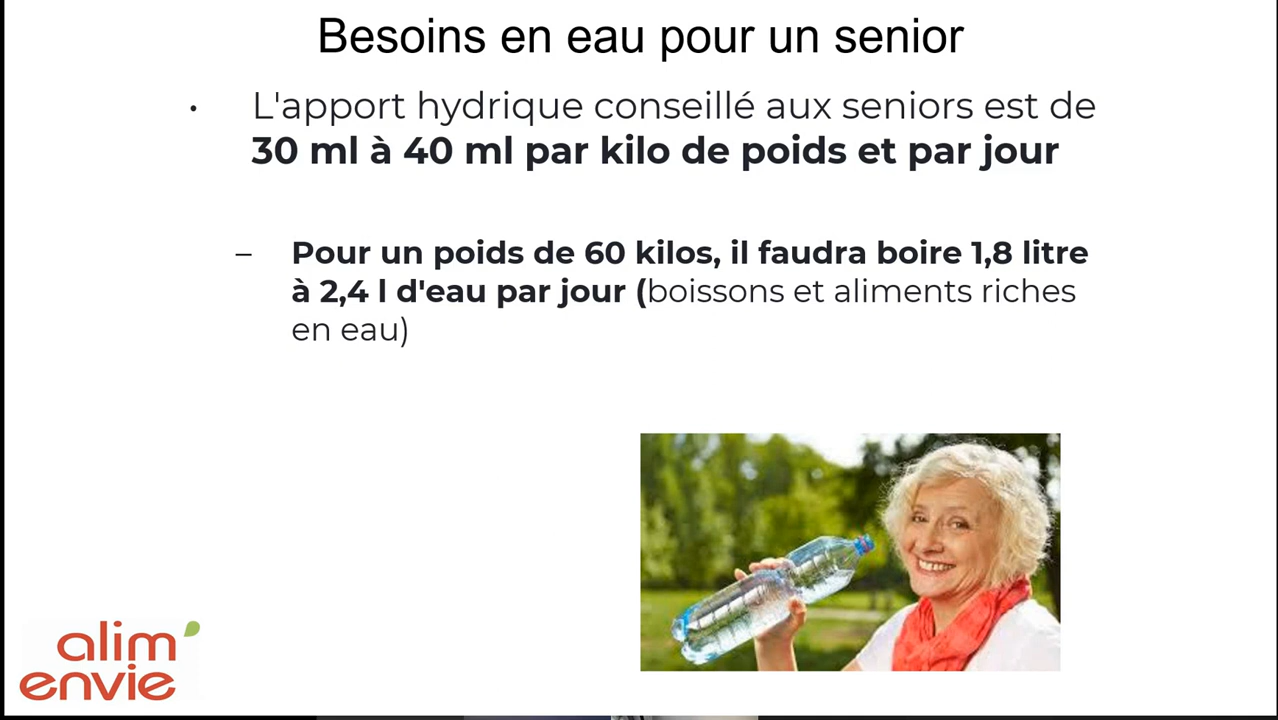 Besoins en eau pour un senior
• L'apport hydrique conseillé aux seniors est de
30 ml à 40 ml par kilo de poids et par jour
– Pour un poids de 60 kilos, il faudra boire 1,8 litre
à 2,4 l d'eau par jour (boissons et aliments riches
en eau)
alim'
envie